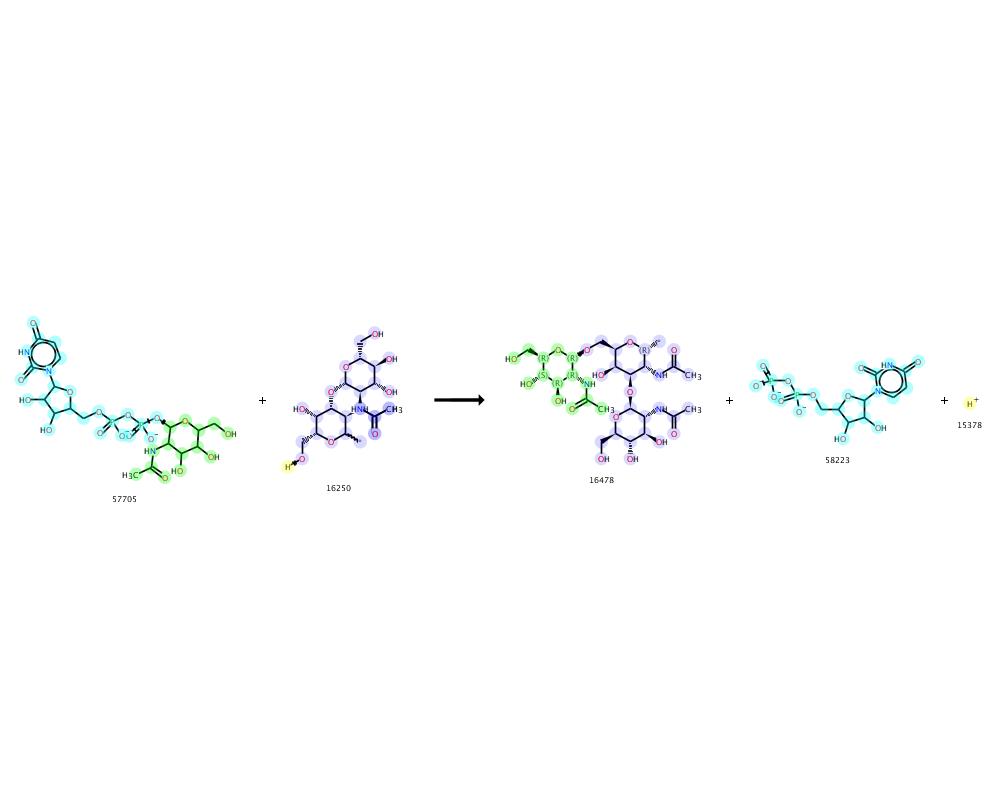 O
HN
N
O
O
HO
HO
O
P
O
O
O⁻
P
O
O⁻
O
O
OH
OH
HO
HN
H3C
O
57705
+
OH
O
OH
OH
O
HO
NH
CH3
O
O
O
H
16250
HO
O
O
(R)
(R)
(S)
(R)
(R)
HO
OH
NH
O
CH3
O
(R)
HO
NH
O
CH3
O
O
NH
CH3
O
OH
OH
OH
16478
+
O
P
O⁻
O⁻
O
P
O
O⁻
O
O
HO
OH
O
HN
N
O
58223
+
H⁺
15378